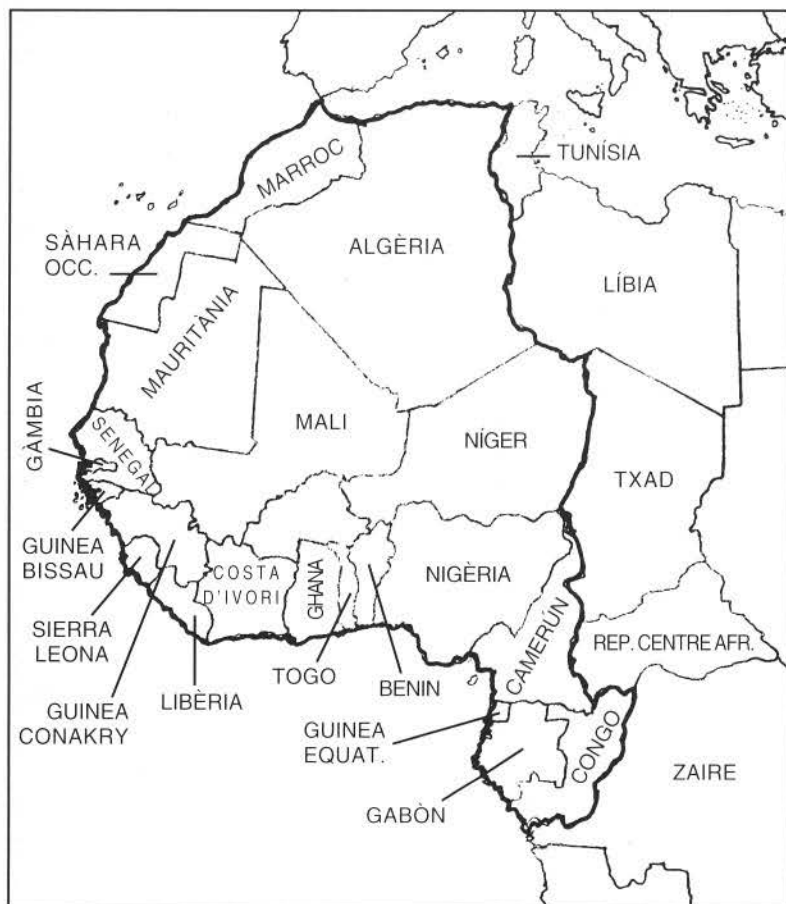 MARROC
TUNÍSIA
SÀHARA
OCC.
ALGÈRIA
LÍBIA
MAURITÀNIA
GÀMBIA
SENEGAL
MALI
NÍGER
TXAD
GUINEA
BISSAU
COSTA
D'IVORI
GHANA
NIGÈRIA
SIERRA
LEONA
CAMERÚN
REP. CENTRE AFR.
GUINEA
CONAKRY
LIBÈRIA
TOGO
BENIN
GUINEA
EQUAT.
CONGO
ZAIRE
GABÒN